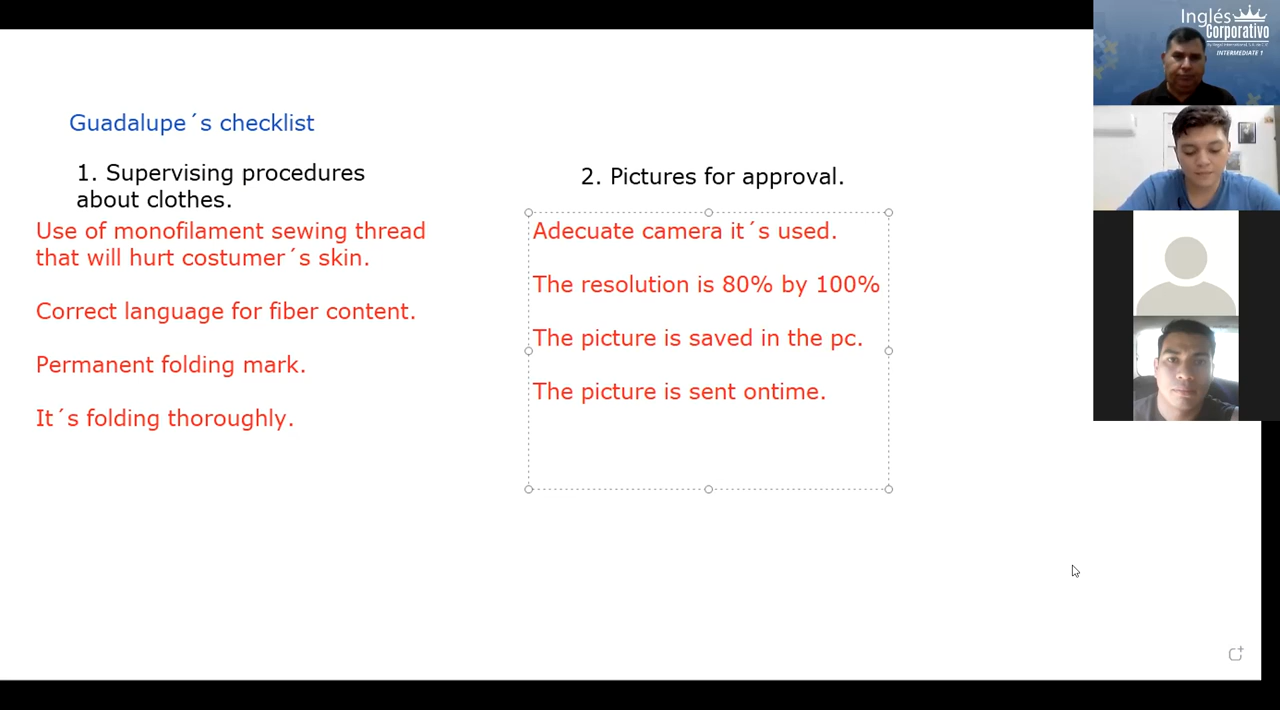 Inglés
Corporativo
INTERMEDIATE 1
Guadalupe´s checklist
1. Supervising procedures
about clothes.
Use of monofilament sewing thread
that will hurt costumer´s skin.
Correct language for fiber content.
Permanent folding mark.
It´s folding thoroughly.
2. Pictures for approval.
Adecuate camera it´s used.
The resolution is 80% by 100%
The picture is saved in the pc.
The picture is sent ontime.